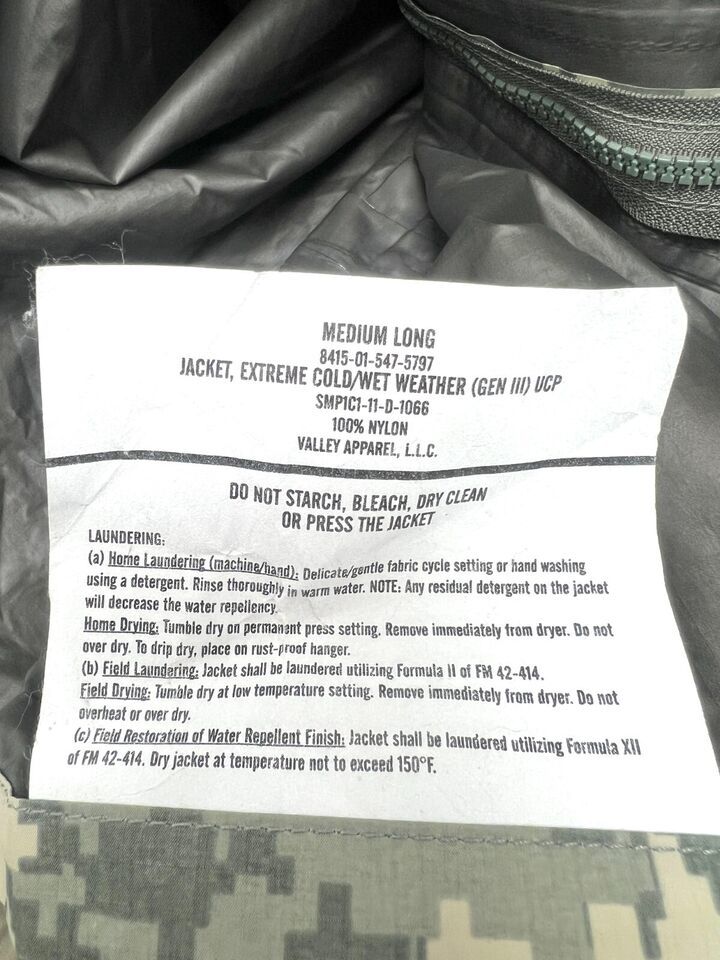 MEDIUM LONG
8415-01-547-5797
JACKET, EXTREME COLD/WET WEATHER (GEN III) UCP
SMP1C1-11-D-1066
100% NYLON
VALLEY APPAREL, L.L.C.
DO NOT STARCH, BLEACH, DRY CLEAN
OR PRESS THE JACKET
LAUNDERING:
(a) Home Laundering (machine/hand): Delicate/gentle fabric cycle setting or hand washing
using a detergent. Rinse thoroughly in warm water. NOTE: Any residual detergent on the jacket
will decrease the water repellency.
Home Drying: Tumble dry on permanent press setting. Remove immediately from dryer. Do not
over dry. To drip dry, place on rust-proof hanger.
(b) Field Laundering: Jacket shall be laundered utilizing Formula II of FM 42-414.
Field Drying: Tumble dry at low temperature setting. Remove immediately from dryer. Do not
overheat or over dry.
(c) Field Restoration of Water Repellent Finish: Jacket shall be laundered utilizing Formula XII
of FM 42-414. Dry jacket at temperature not to exceed 150°F.